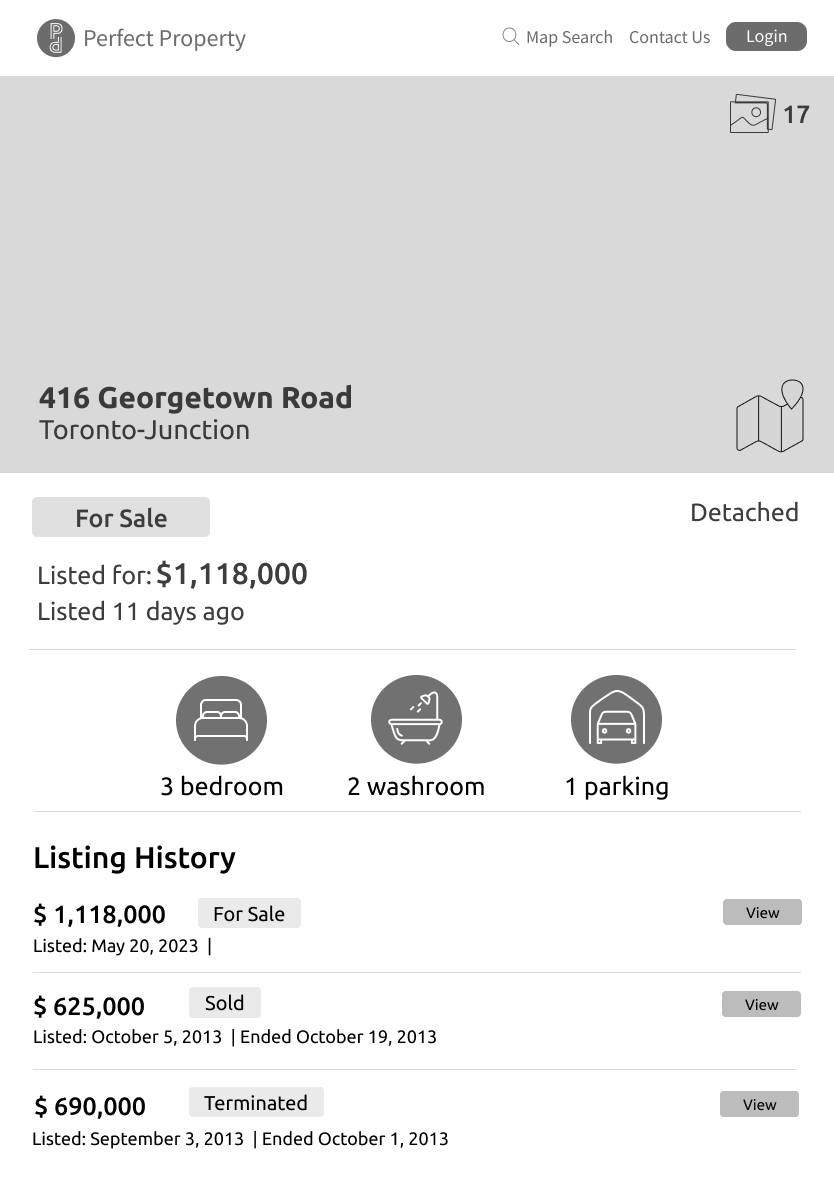 Pd Perfect Property
Map Search Contact Us Login
17
416 Georgetown Road
Toronto-Junction
For Sale
Detached
Listed for: $1,118,000
Listed 11 days ago
3 bedroom 2 washroom 1 parking
Listing History
$ 1,118,000 For Sale View
Listed: May 20, 2023 |
$ 625,000 Sold View
Listed: October 5, 2013 | Ended October 19, 2013
$ 690,000 Terminated View
Listed: September 3, 2013 | Ended October 1, 2013